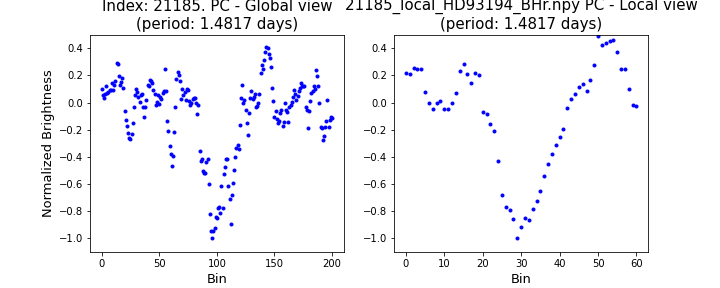 Index: 21185. PC - Global view
(period: 1.4817 days)
21185_local_HD93194_BHr.npy PC - Local view
(period: 1.4817 days)
Normalized Brightness
0.4
0.2
0.0
−0.2
−0.4
−0.6
−0.8
−1.0
0 50 100 150 200
Bin
0.4
0.2
0.0
−0.2
−0.4
−0.6
−0.8
−1.0
0 10 20 30 40 50 60
Bin